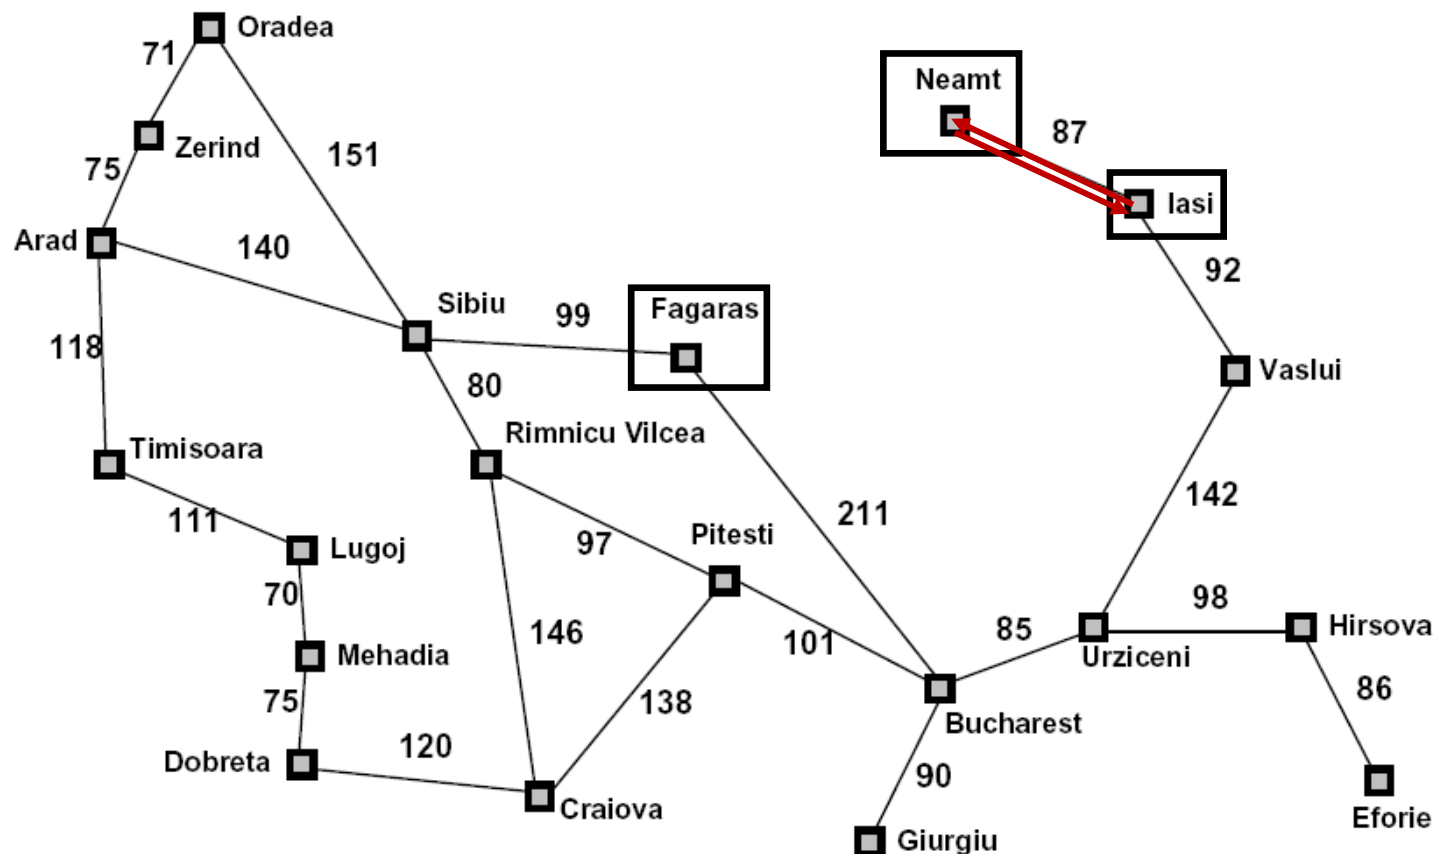 Oradea
71
Neamt
87
Zerind
151
75
Iasi
Arad
140
92
Sibiu
99
Fagaras
118
80
Vaslui
Timisoara
Rimnicu Vilcea
142
111
211
Lugoj
97
Pitesti
70
98
146
101
85
Hirsova
Mehadia
Urziceni
75
138
86
Dobreta
120
Bucharest
90
Craiova
Eforie
Giurgiu